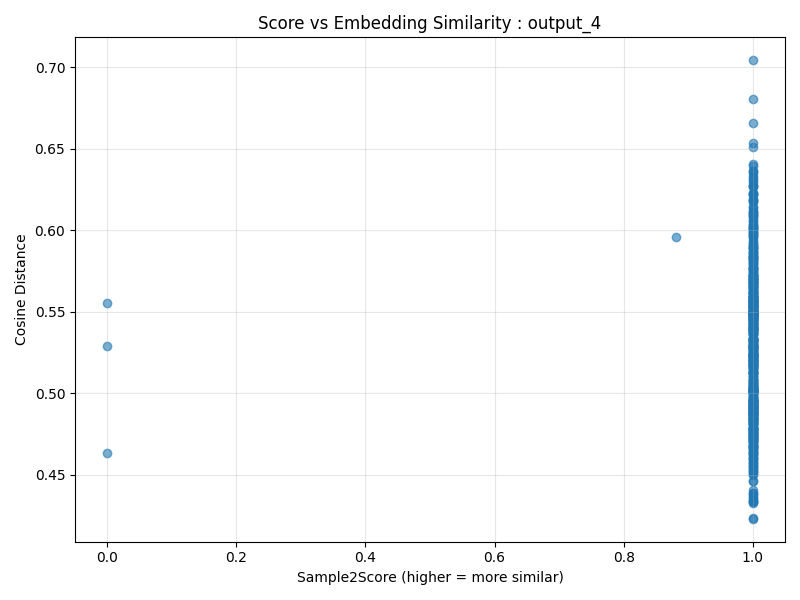 Score vs Embedding Similarity : output_4
Cosine Distance
0.70
0.65
0.60
0.55
0.50
0.45
0.0 0.2 0.4 0.6 0.8 1.0
Sample2Score (higher = more similar)